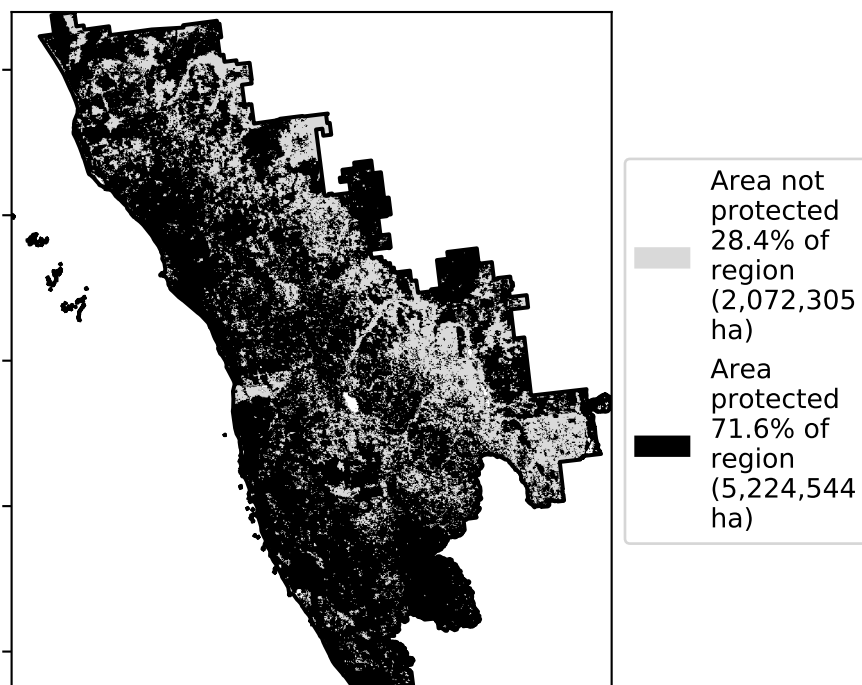 Area not
protected
28.4% of
region
(2,072,305
ha)
Area
protected
71.6% of
region
(5,224,544
ha)